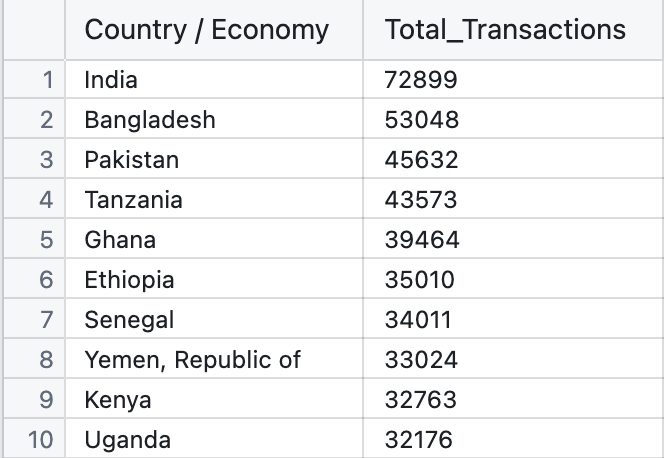 Country / Economy Total_Transactions
1 India 72899
2 Bangladesh 53048
3 Pakistan 45632
4 Tanzania 43573
5 Ghana 39464
6 Ethiopia 35010
7 Senegal 34011
8 Yemen, Republic of 33024
9 Kenya 32763
10 Uganda 32176